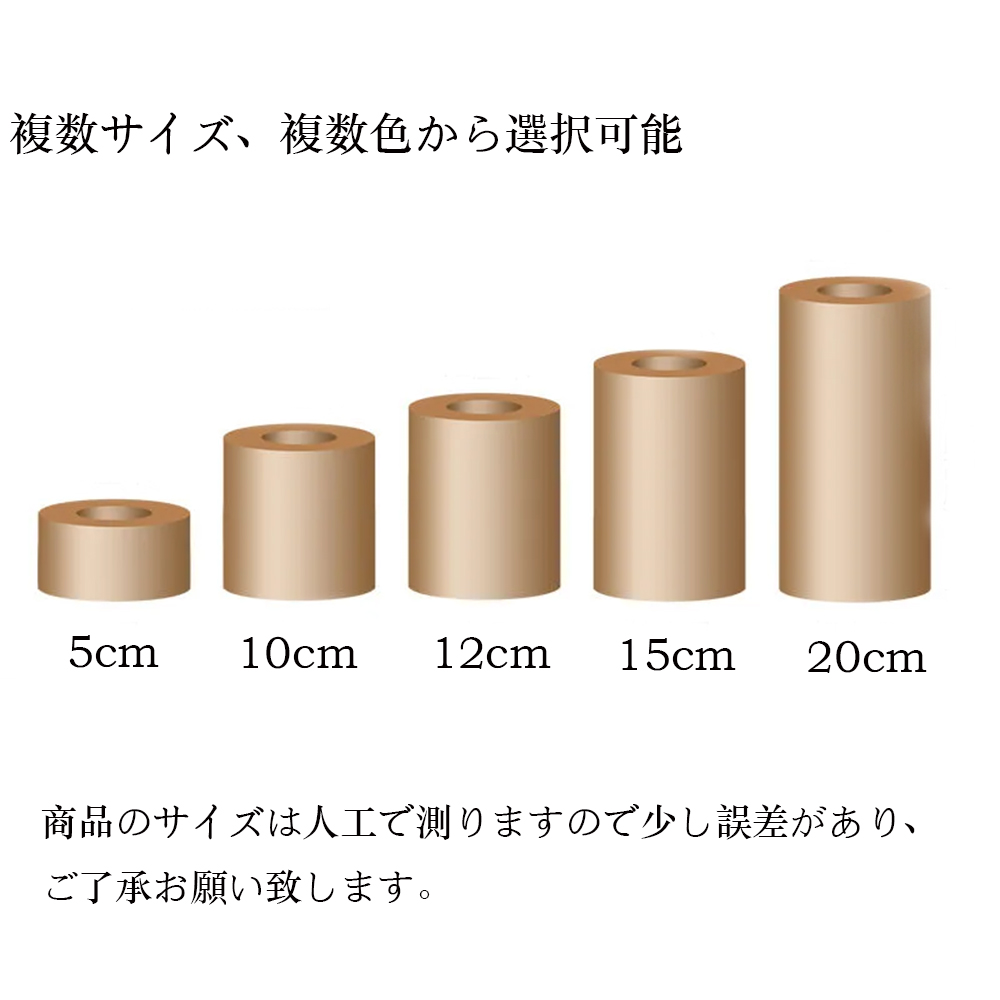 複数サイズ、複数色から選択可能
5cm
10cm
12cm
15cm
20cm
商品のサイズは人工で測りますので少し誤差があり、
ご了承お願い致します。